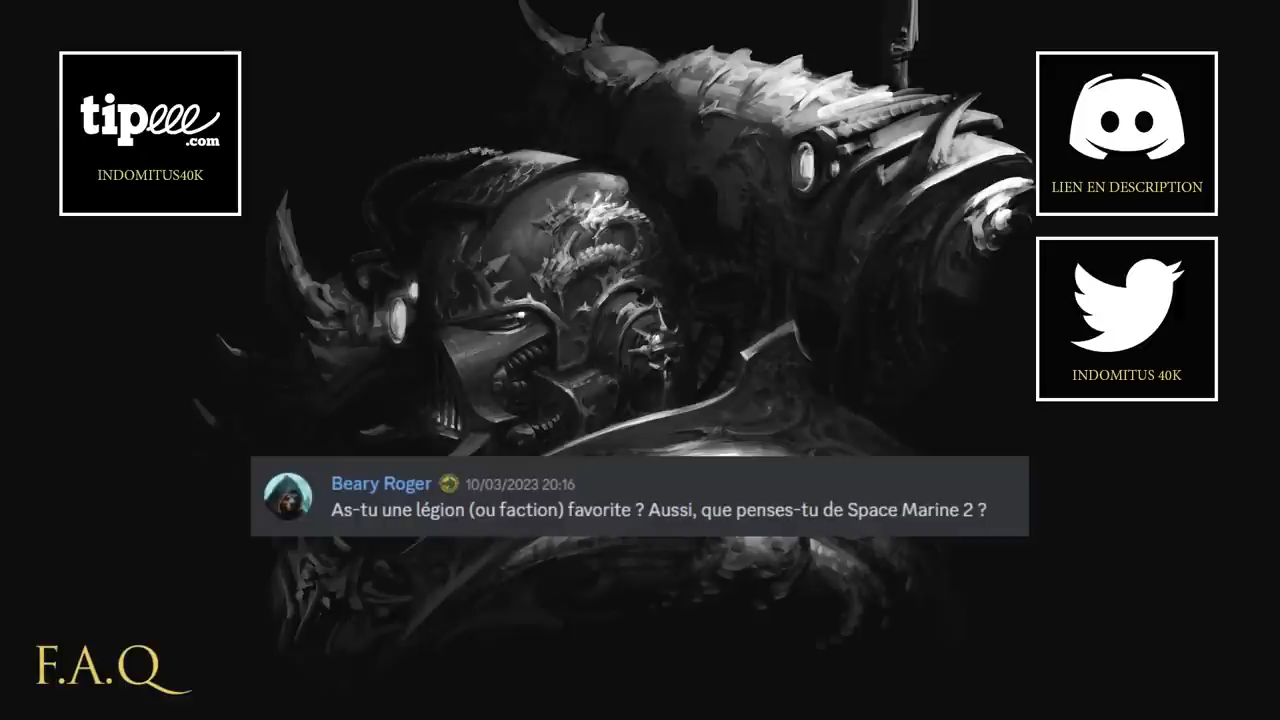 tipeee
.com
INDOMITUS40K
LIEN EN DESCRIPTION
INDOMITUS 40K
Beary Roger 10/03/2023 20:16
As-tu une légion (ou faction) favorite ? Aussi, que penses-tu de Space Marine 2 ?
F.A.Q